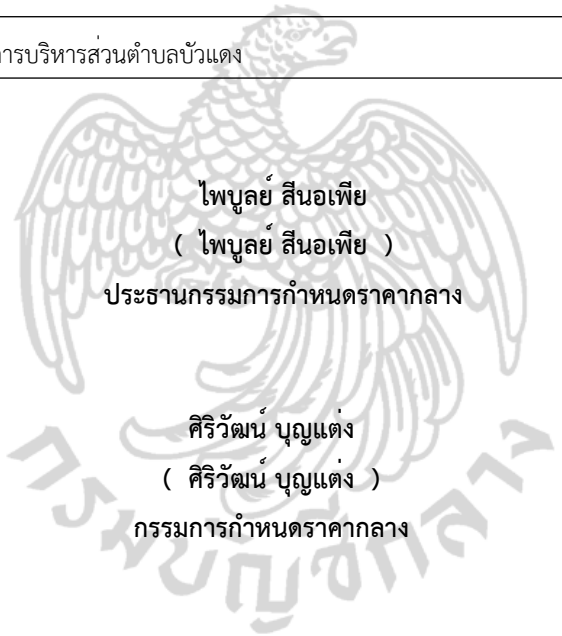 ารบริหารส่วนตำบลบัวแดง
ไพบูลย์ สีนอเพีย
( ไพบูลย์ สีนอเพีย )
ประธานกรรมการกำหนดราคากลาง
ศิริวัฒน์ บุญแต่ง
( ศิริวัฒน์ บุญแต่ง )
กรรมการกำหนดราคากลาง
กรมบัญชีกลาง